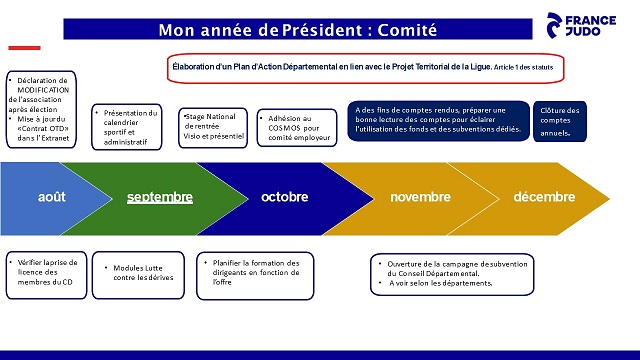 Mon année de Président : Comité
FRANCE
JUDO
Élaboration d'un Plan d'Action Départemental en lien avec le Projet Territorial de la Ligue. Article 1 des statuts
• Déclaration de
MODIFICATION
de l'association
après élection
• Mise à jour du
«Contrat OTD»
dans l'Extranet
• Présentation du
calendrier
sportif et
administratif
•Stage National
de rentrée
Visio et présentiel
• Adhésion au
COSMOS pour
comité employeur
A des fins de comptes rendus, préparer une
bonne lecture des comptes pour éclairer
l'utilisation des fonds et des subventions dédiés.
Clôture des
comptes
annuels.
août
septembre
octobre
novembre
décembre
• Vérifier la prise de
licence des
membres du CD
• Modules Lutte
contre les dérives
• Planifier la formation des
dirigeants en fonction de
l'offre
• Ouverture de la campagne de subvention
du Conseil Départemental.
• A voir selon les départements.